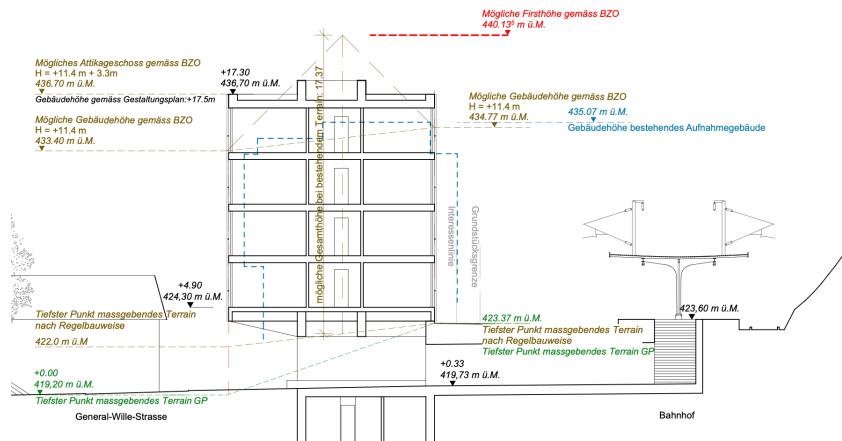 Mögliche Firsthöhe gemäss BZO
440.13⁵ m ü.M.
Mögliches Attikageschoss gemäss BZO
H = +11.4 m + 3.3m
436.70 m ü.M.
+17.30
436,70 m ü.M.
Gebäudehöhe gemäss Gestaltungsplan:+17.5m
Mögliche Gebäudehöhe gemäss BZO
H = +11.4 m
433.40 m ü.M.
Mögliche Gebäudehöhe gemäss BZO
H = +11.4 m
434.77 m ü.M.
435.07 m ü.M.
Gebäudehöhe bestehendes Aufnahmegebäude
mögliche Gesamthöhe bei bestehendem Terrain: 17.37
Interessenlinie
Grundstücksgrenze
+4.90
424,30 m ü.M.
Tiefster Punkt massgebendes Terrain
nach Regelbauweise
422.0 m ü.M
423.37 m ü.M.
Tiefster Punkt massgebendes Terrain
nach Regelbauweise
Tiefster Punkt massgebendes Terrain GP
423,60 m ü.M.
+0.00
419,20 m ü.M.
Tiefster Punkt massgebendes Terrain GP
+0.33
419,73 m ü.M.
General-Wille-Strasse
Bahnhof